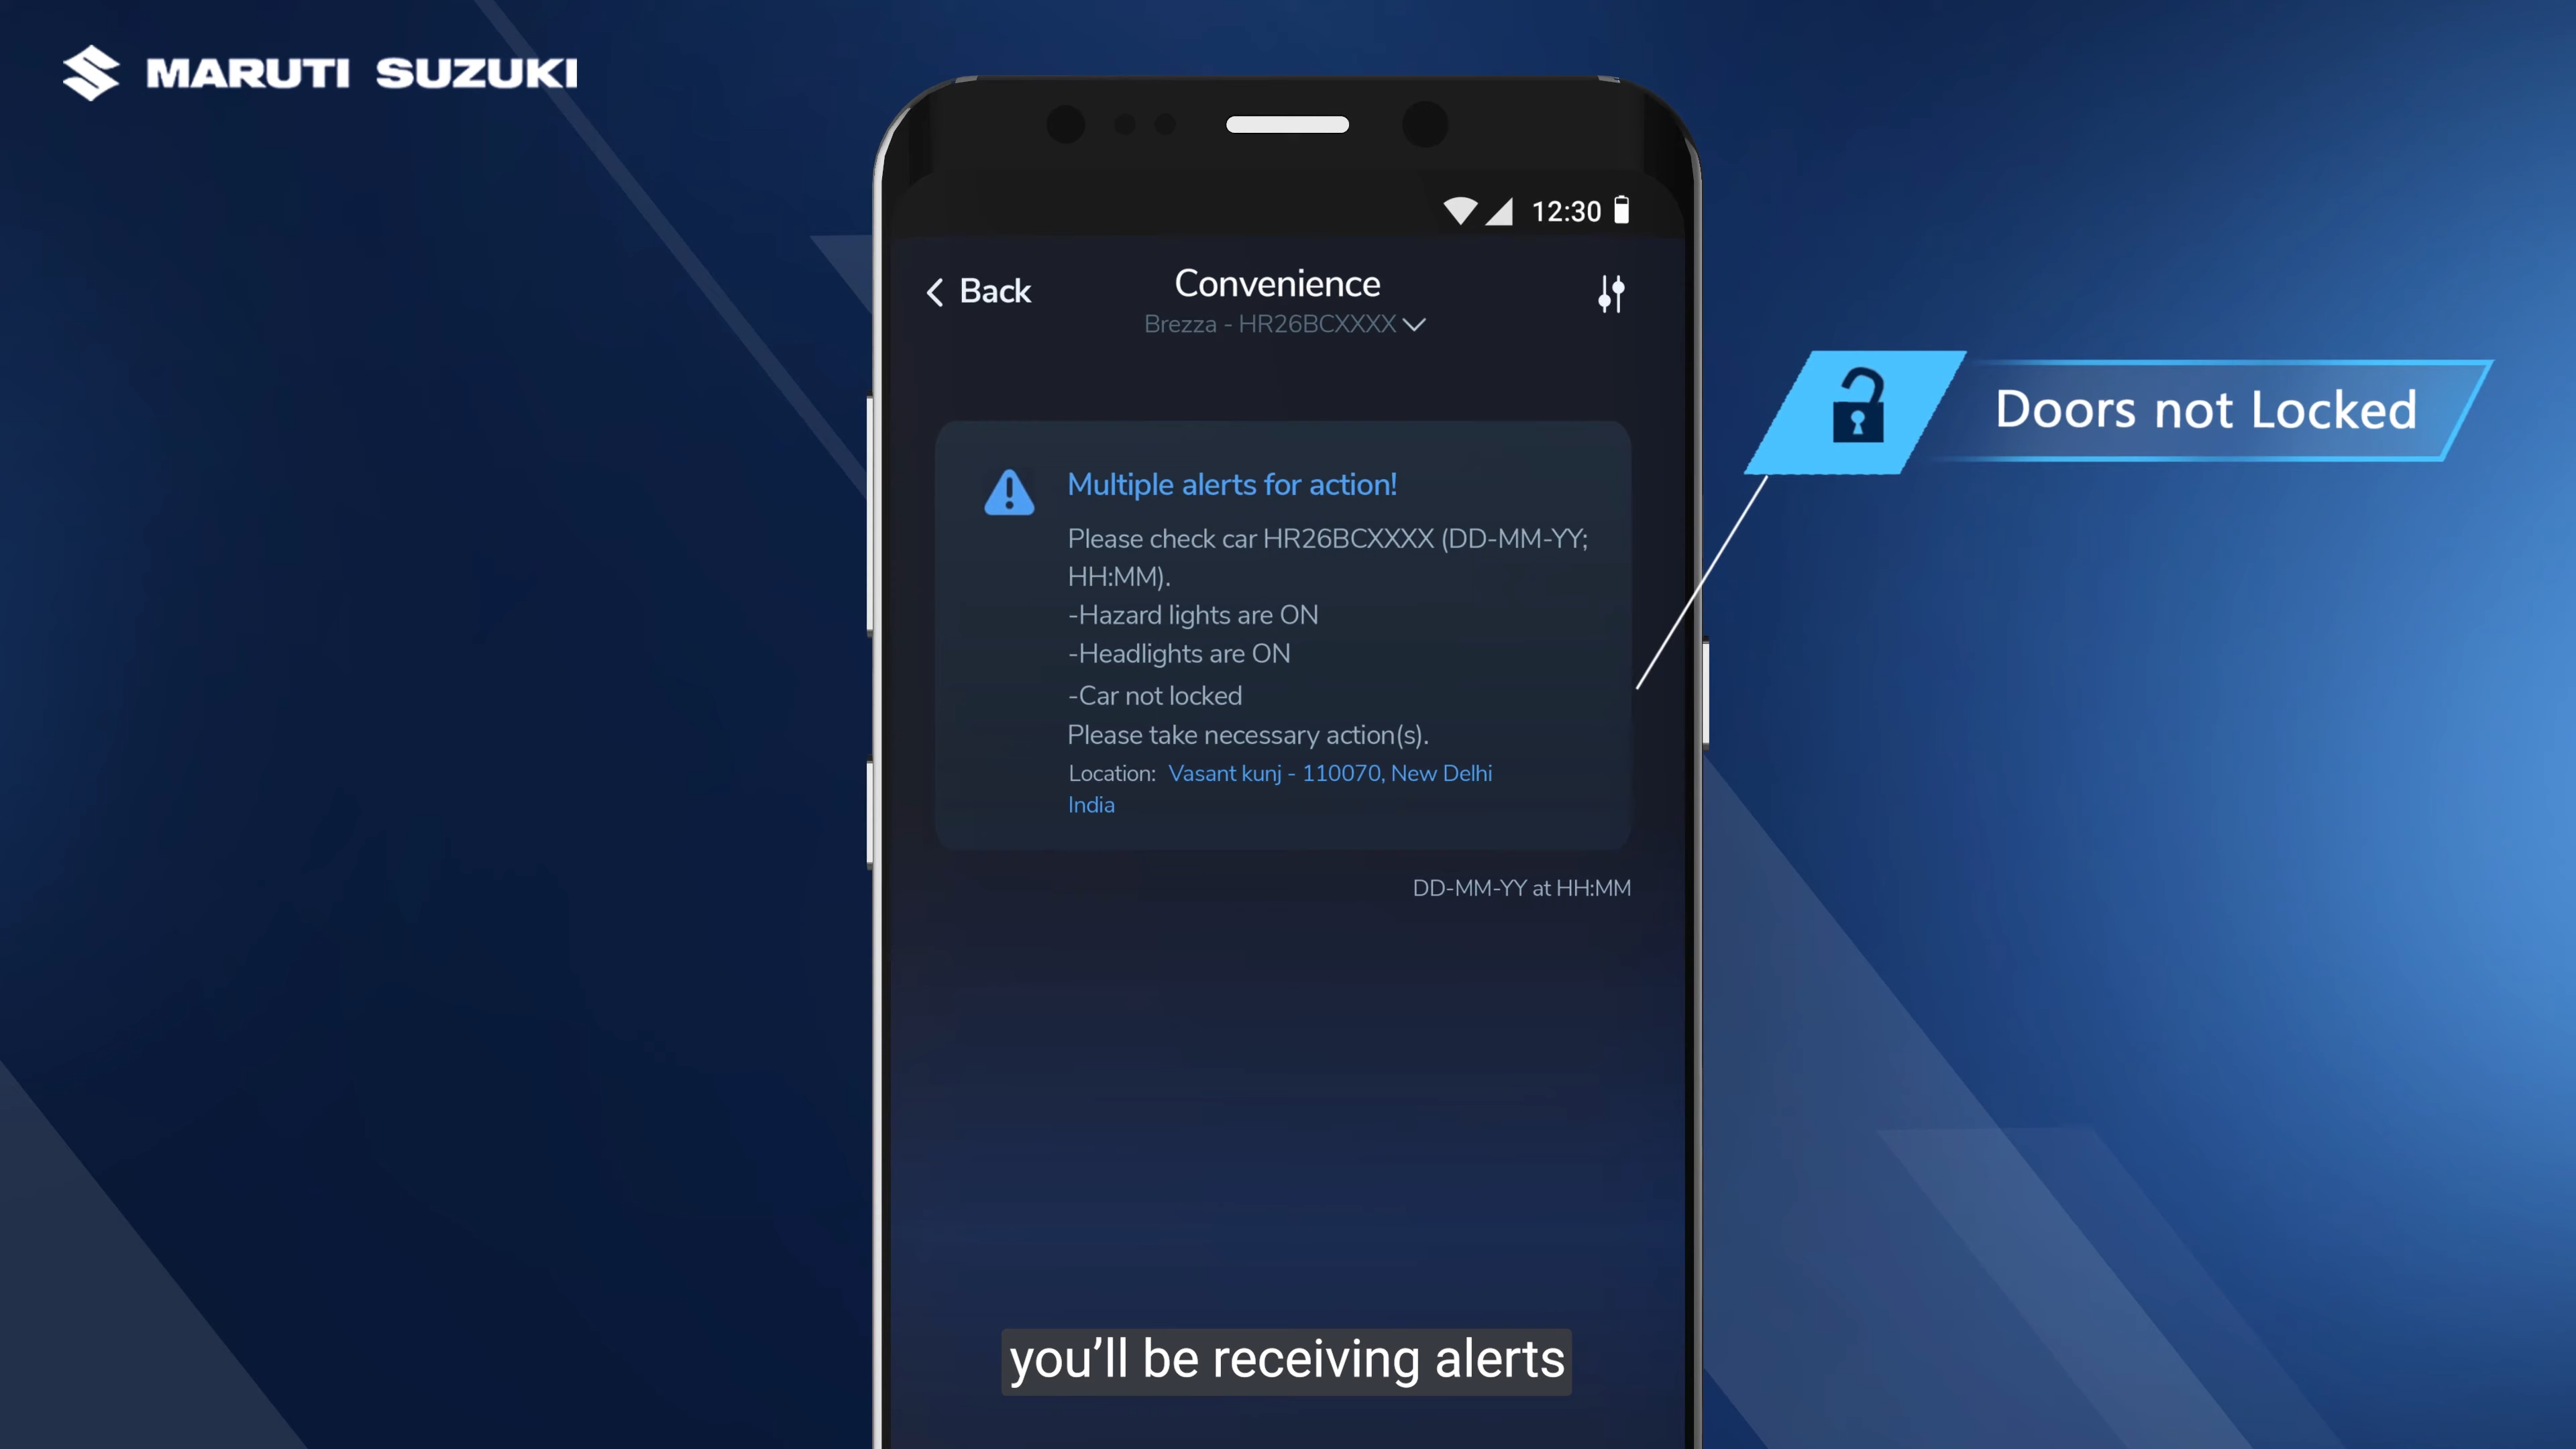 MARUTI SUZUKI
12:30
Back
Convenience
Brezza - HR26BCXXXX
Doors not Locked
Multiple alerts for action!
Please check car HR26BCXXXX (DD-MM-YY;
HH:MM).
-Hazard lights are ON
-Headlights are ON
-Car not locked
Please take necessary action(s).
Location: Vasant kunj - 110070, New Delhi
India
DD-MM-YY at HH:MM
you’ll be receiving alerts